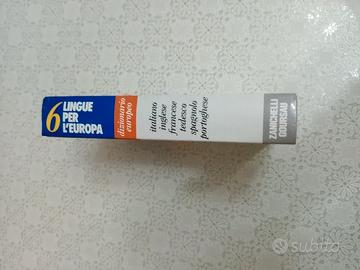 6
LINGUE
PER
L'EUROPA
dizionario
europeo
italiano
inglese
francese
tedesco
spagnolo
portoghese
ZANICHELLI
GOURSAU
subito